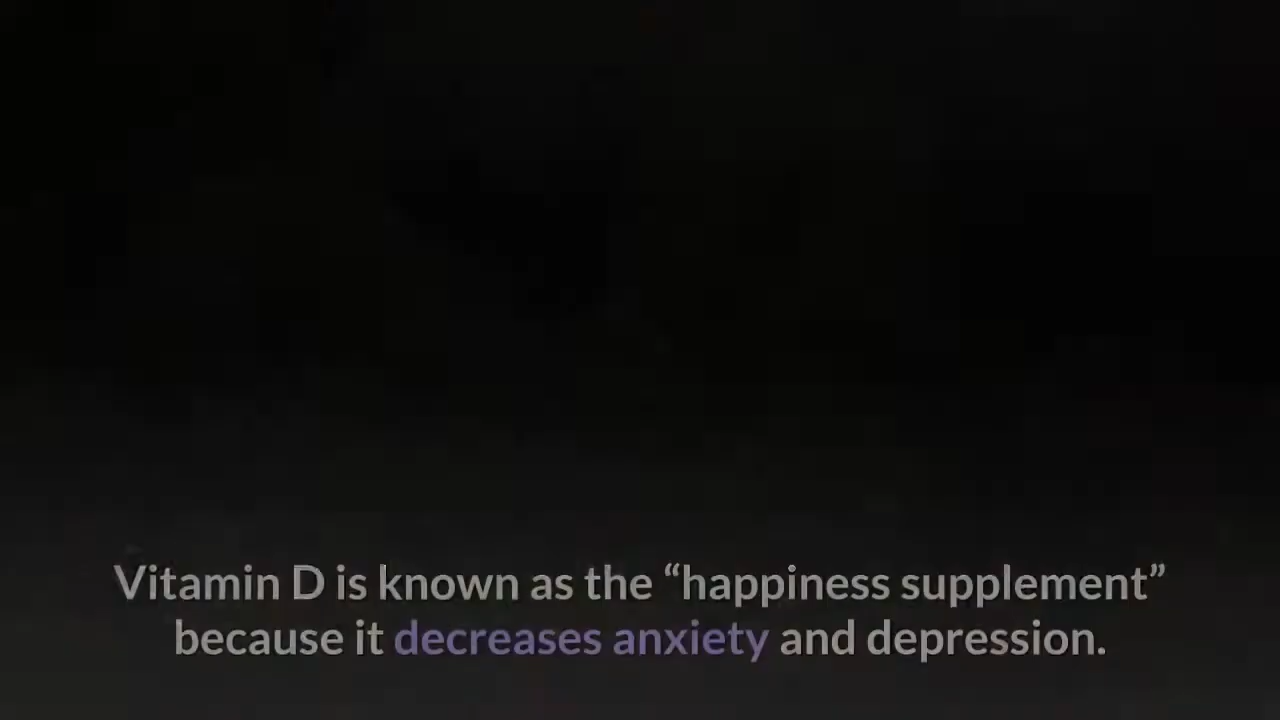 Vitamin D is known as the “happiness supplement”
because it decreases anxiety and depression.